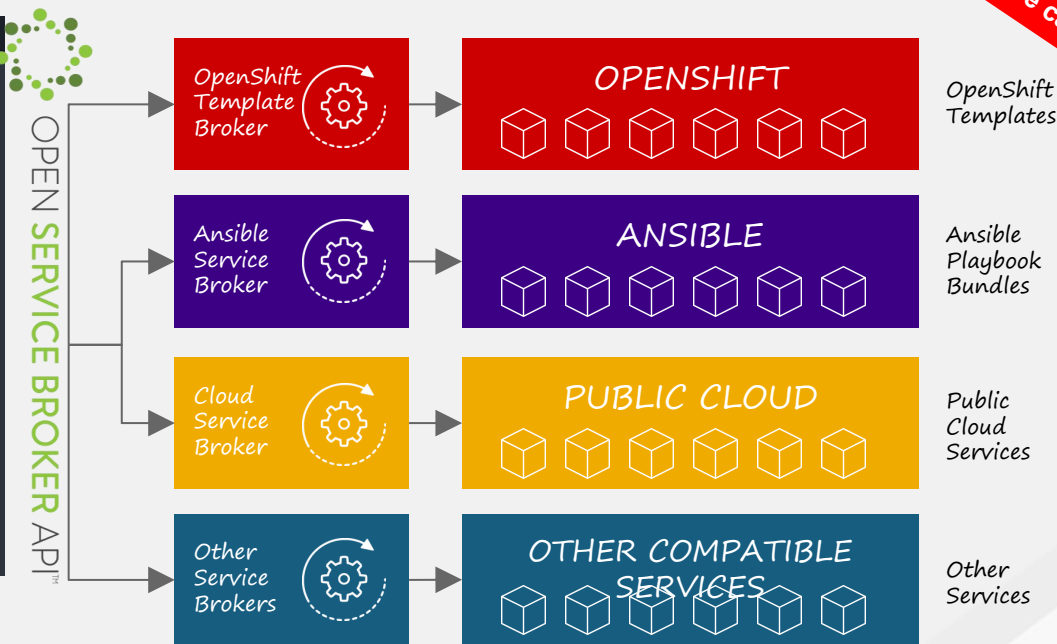 OPEN SERVICE BROKER API™
OpenShift
Template
Broker
OPENSHIFT
OpenShift
Templates
Ansible
Service
Broker
ANSIBLE
Ansible
Playbook
Bundles
Cloud
Service
Broker
PUBLIC CLOUD
Public
Cloud
Services
Other
Service
Brokers
OTHER COMPATIBLE
SERVICES
Other
Services